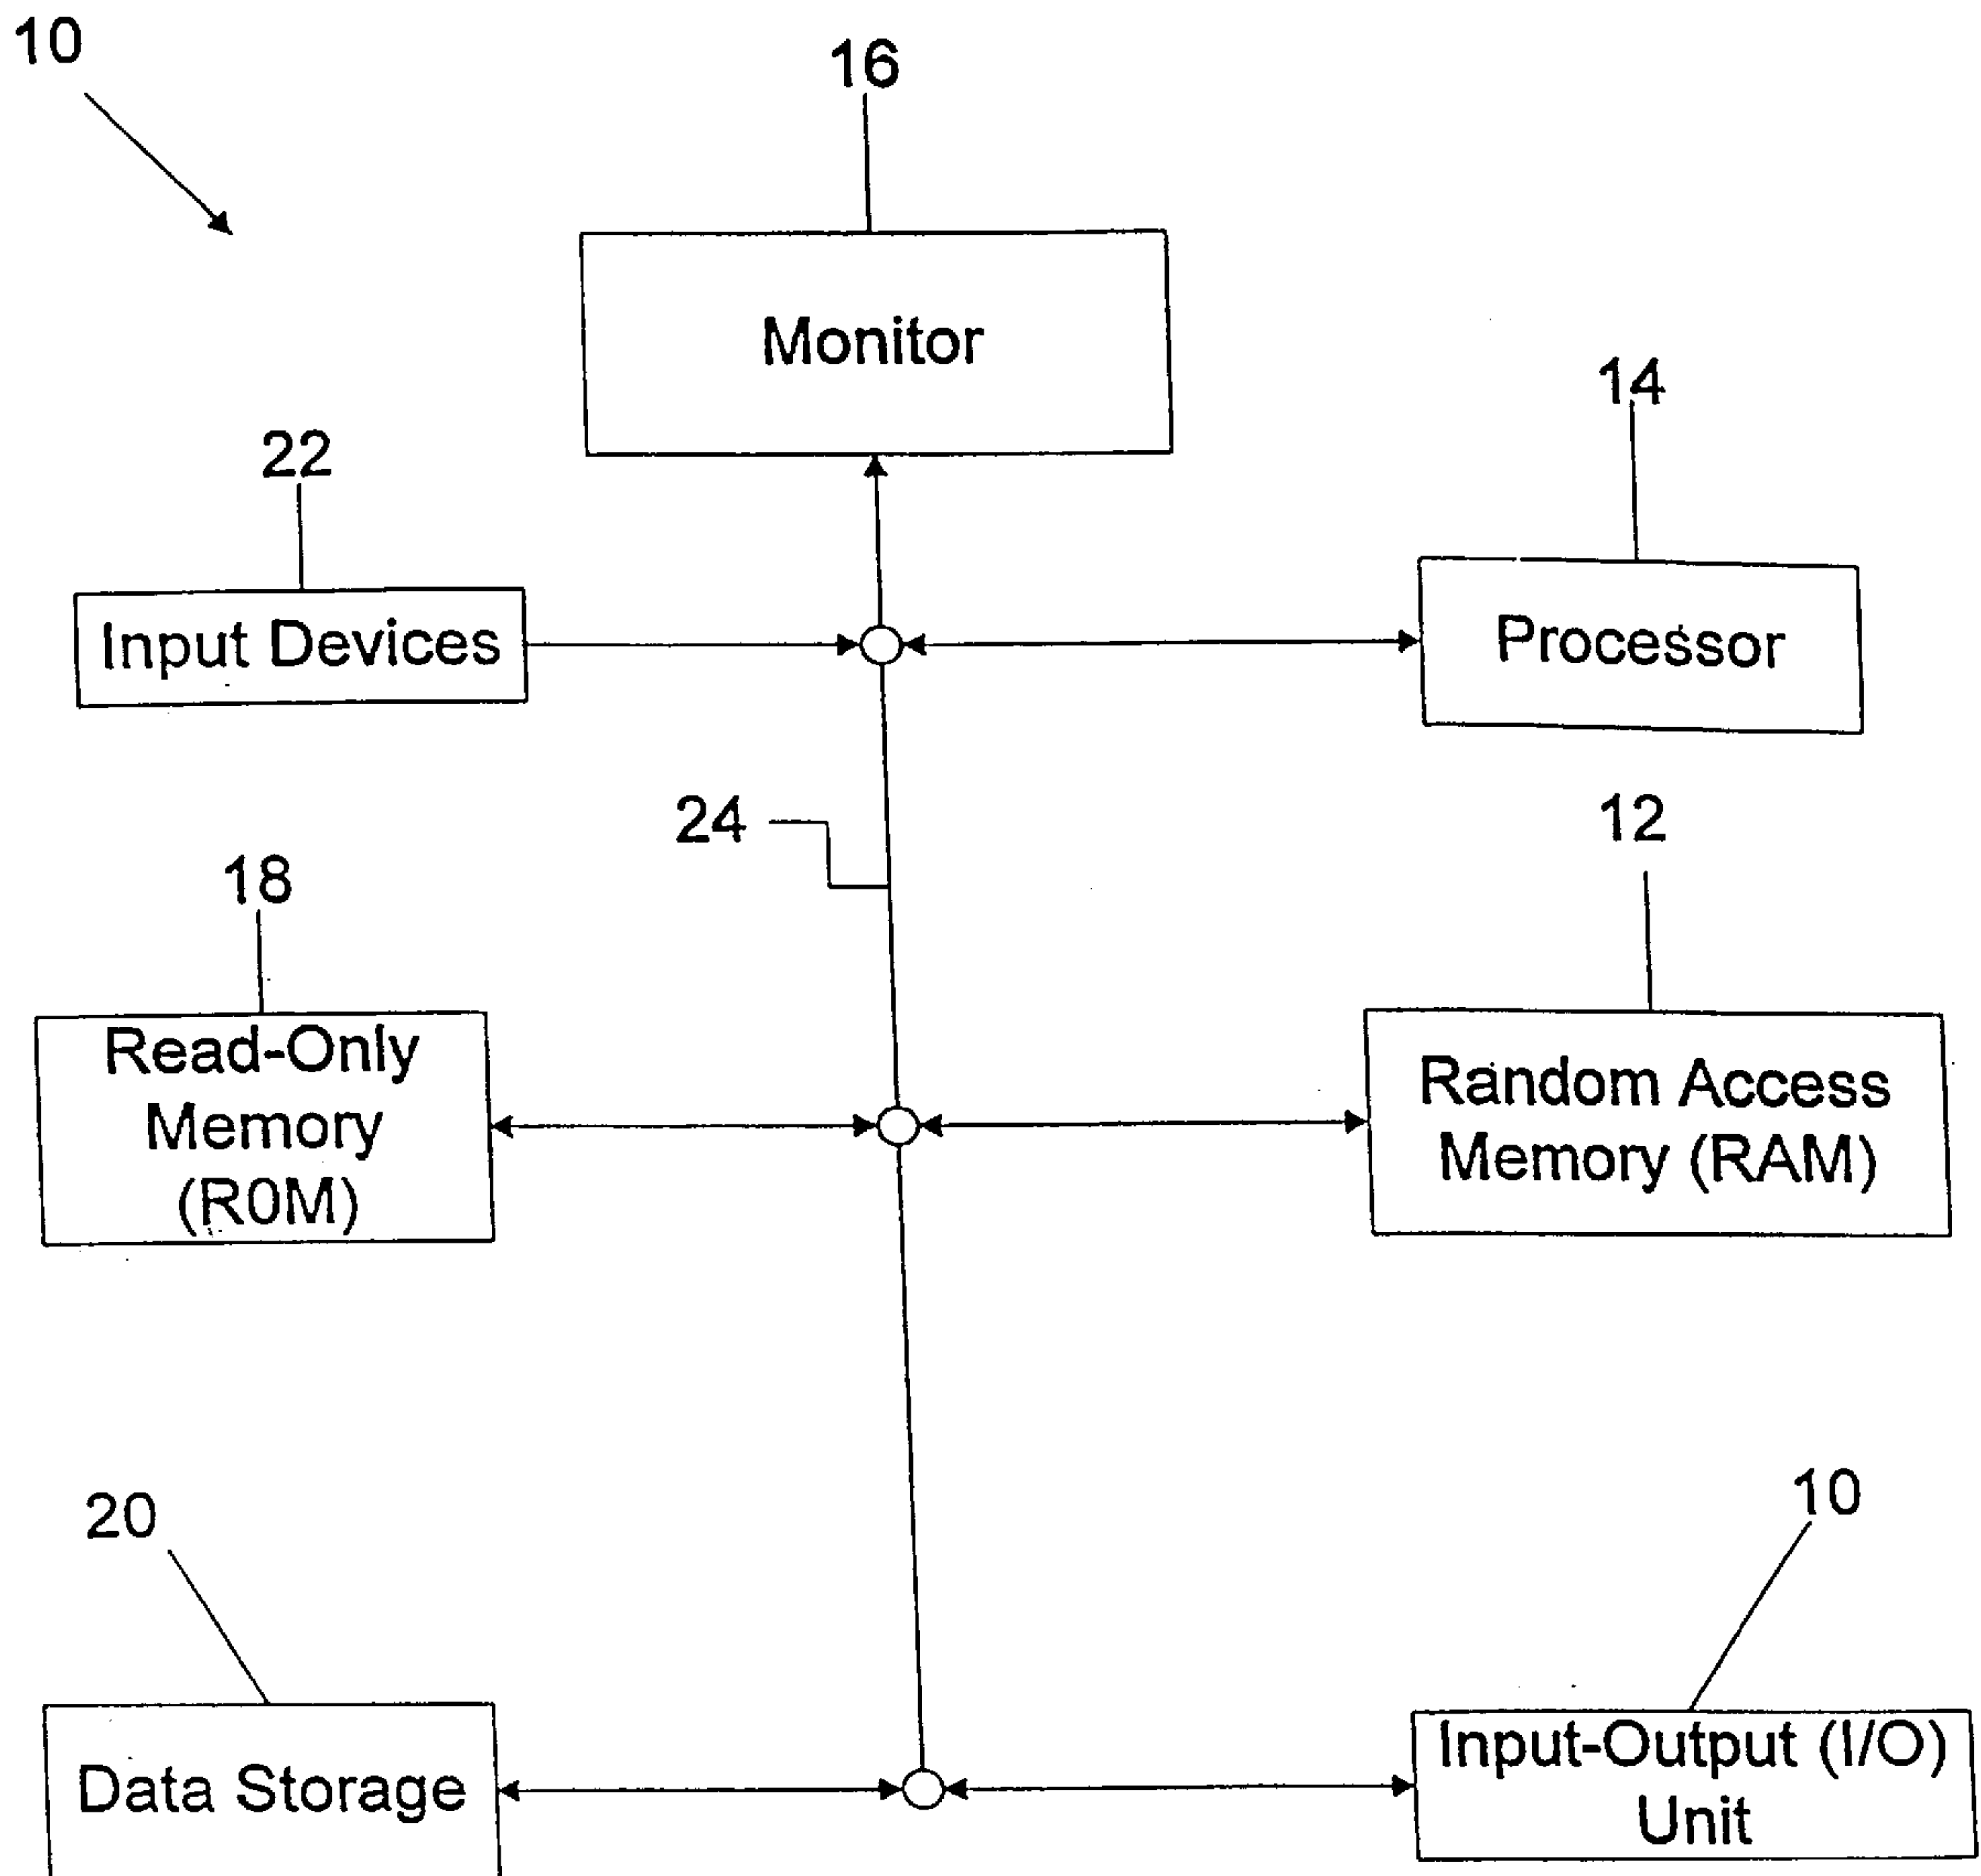 10
16
Monitor
14
22
Input Devices
Processor
24
12
18
Read-Only
Memory
(R0M)
Random Access
Memory (RAM)
20
10
Data Storage
Input-Output (I/O)
Unit